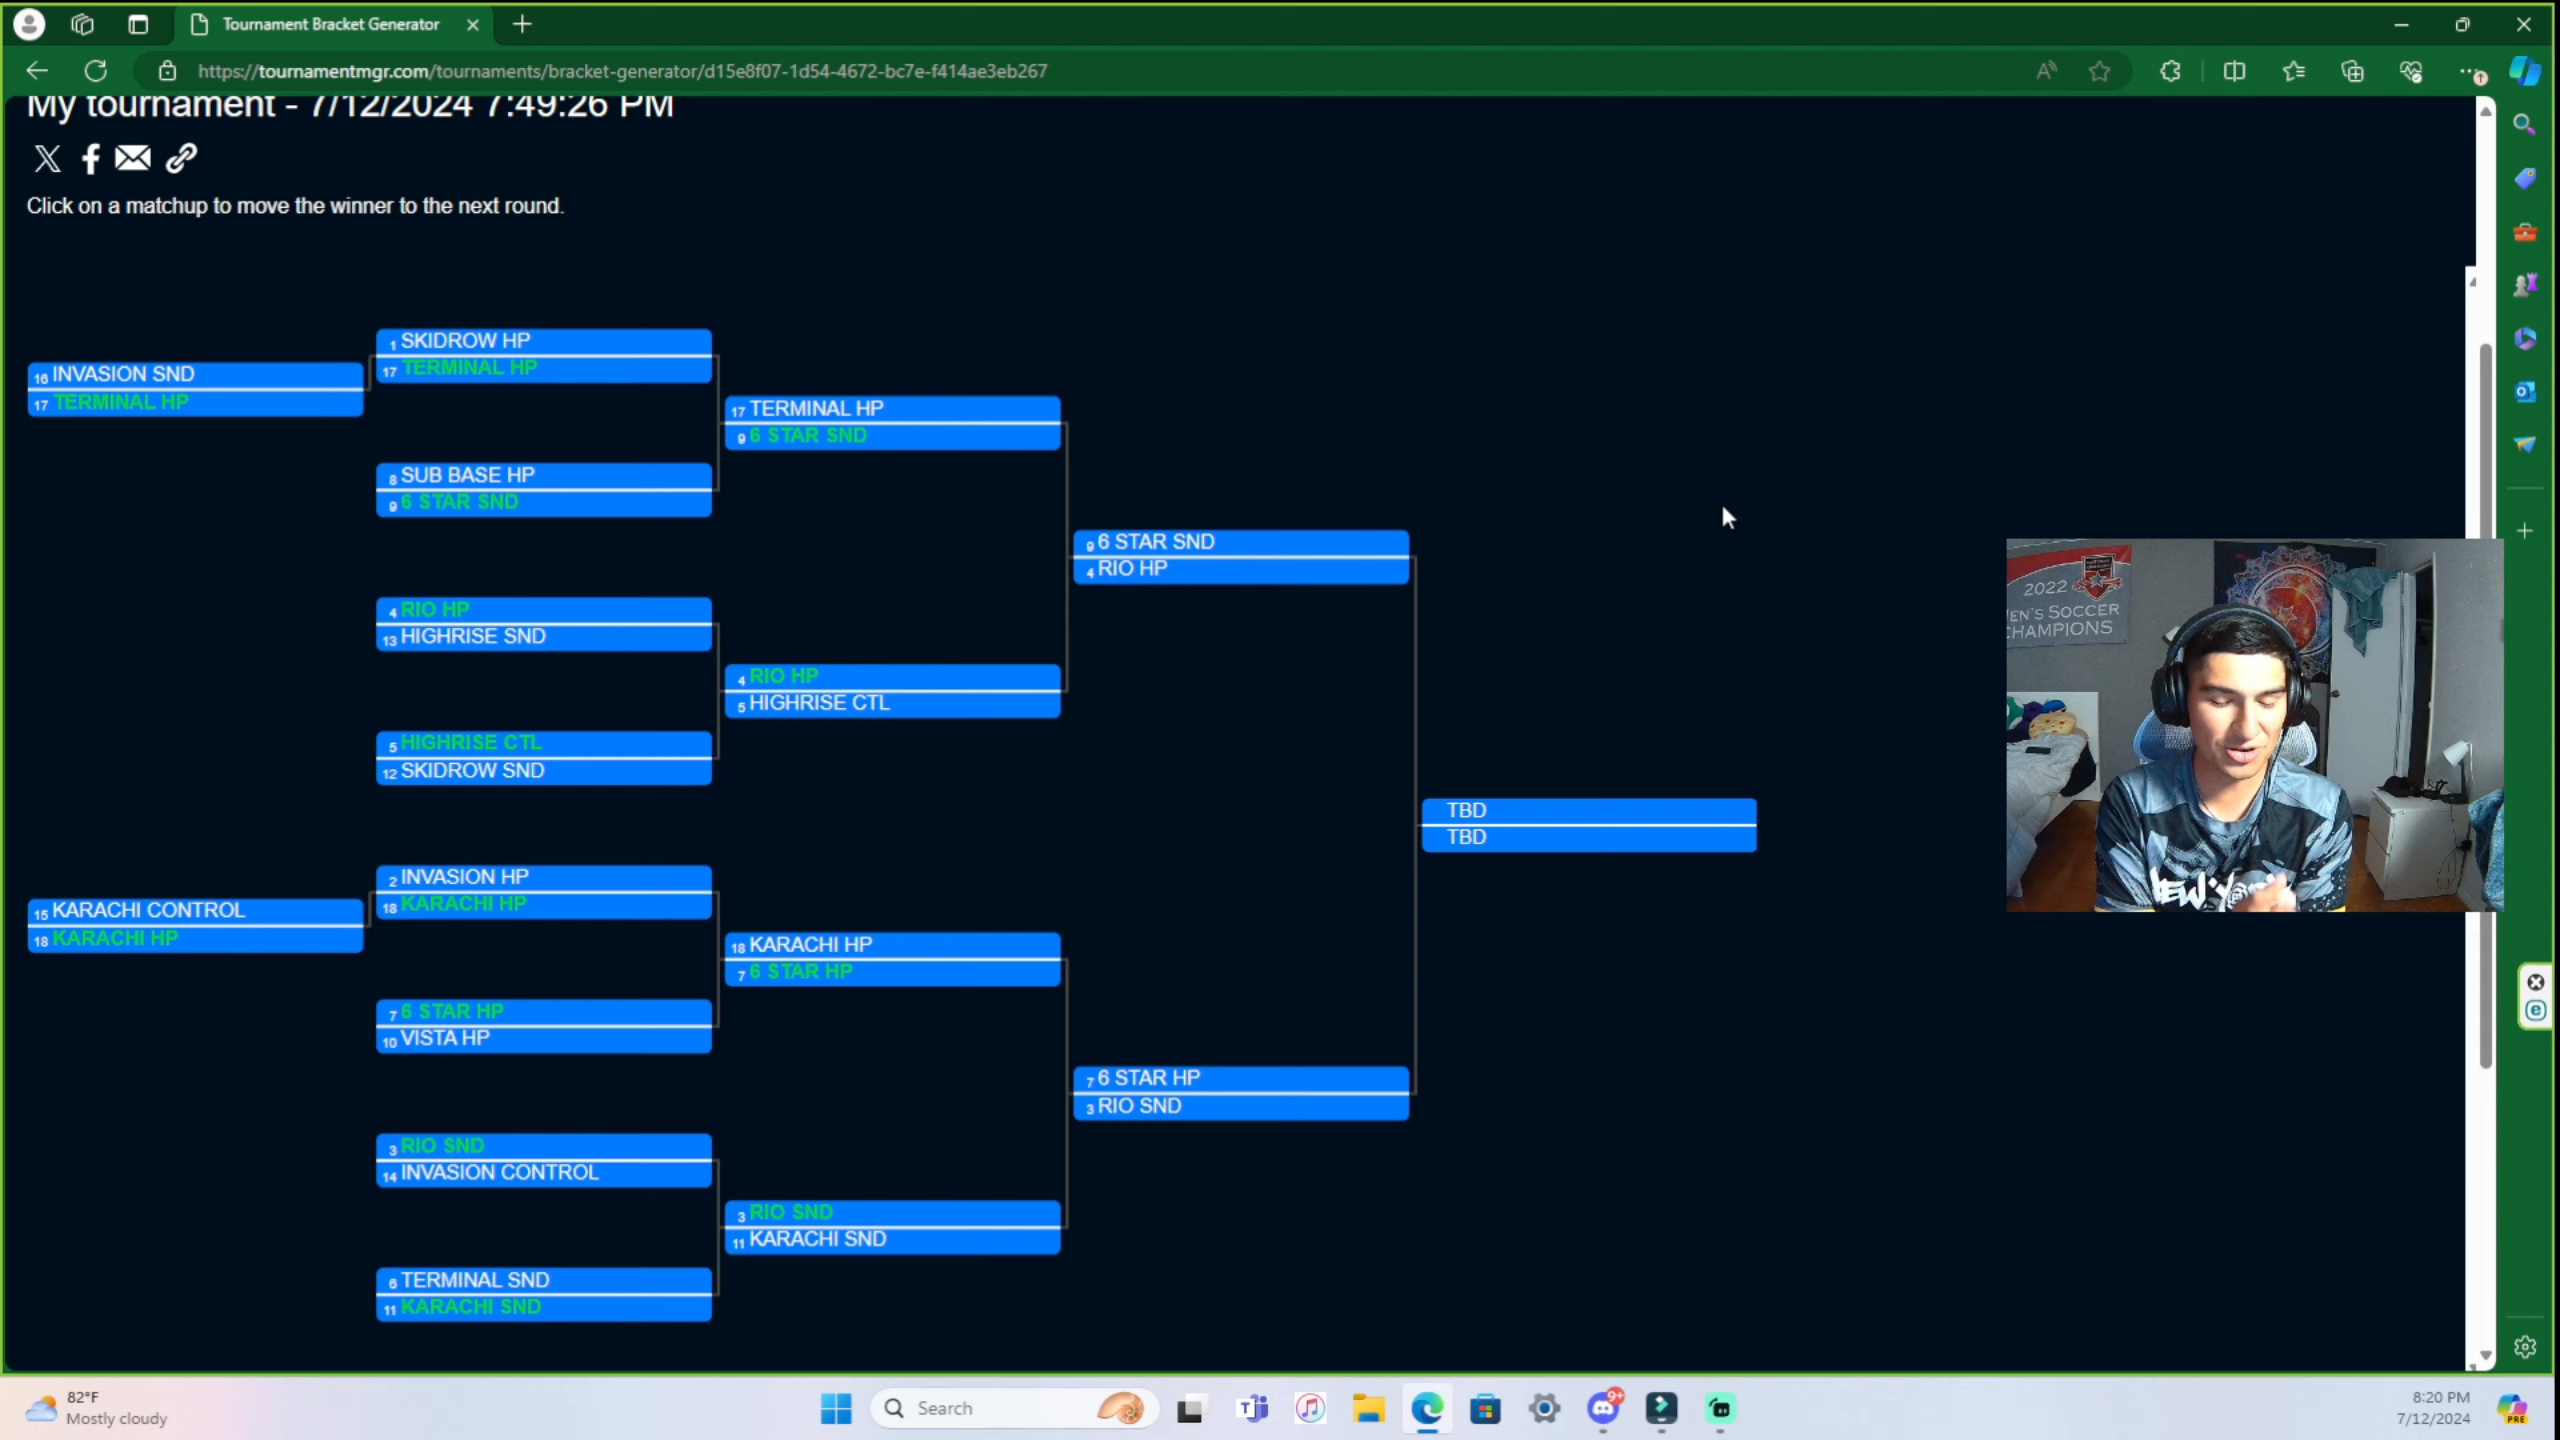 Tournament Bracket Generator
https://tournamentmgr.com/tournaments/bracket-generator/d15e8f07-1d54-4672-bc7e-f414ae3eb267
My tournament - 7/12/2024 7:49:26 PM
Click on a matchup to move the winner to the next round.
16 INVASION SND
17 TERMINAL HP
15 KARACHI CONTROL
18 KARACHI HP
1 SKIDROW HP
17 TERMINAL HP
8 SUB BASE HP
9 6 STAR SND
4 RIO HP
13 HIGHRISE SND
5 HIGHRISE CTL
12 SKIDROW SND
2 INVASION HP
18 KARACHI HP
7 6 STAR HP
10 VISTA HP
3 RIO SND
14 INVASION CONTROL
6 TERMINAL SND
11 KARACHI SND
17 TERMINAL HP
9 6 STAR SND
4 RIO HP
5 HIGHRISE CTL
18 KARACHI HP
7 6 STAR HP
3 RIO SND
11 KARACHI SND
9 6 STAR SND
4 RIO HP
7 6 STAR HP
3 RIO SND
TBD
TBD
2022
EN'S SOCCER
CHAMPIONS
82°F
Mostly cloudy
Search
9+
8:20 PM
7/12/2024
PRE